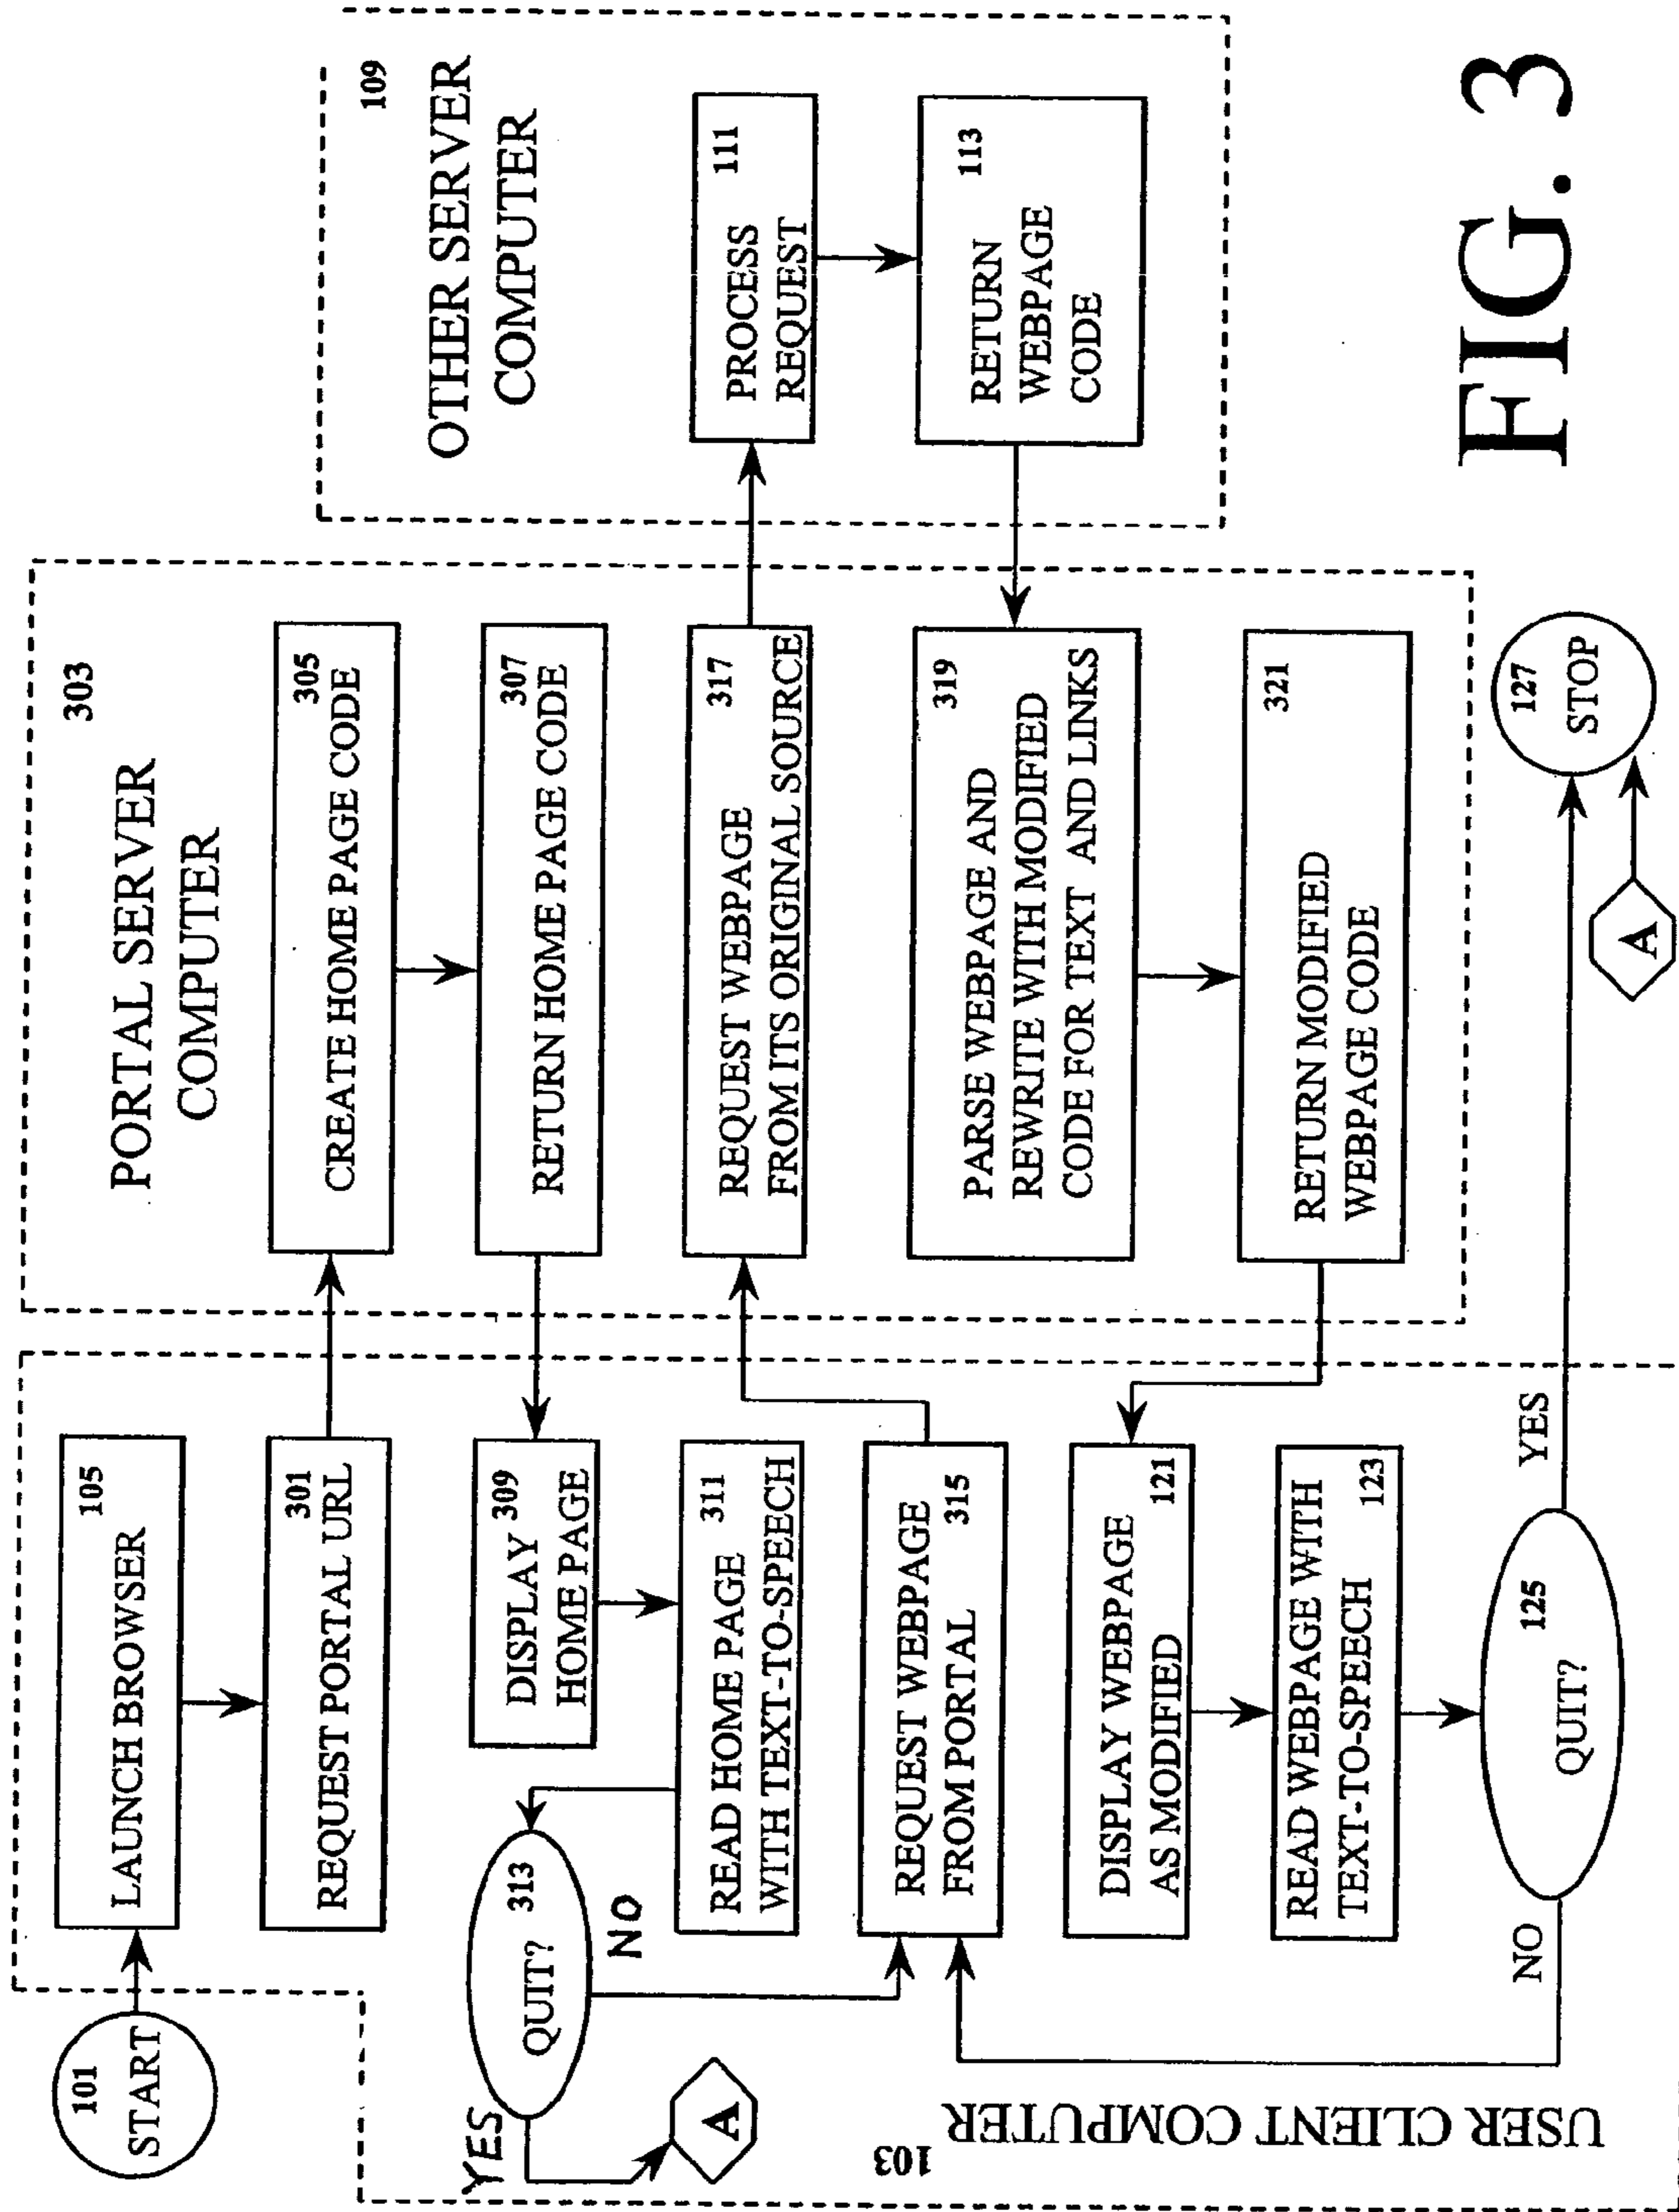 101
START
105
LAUNCH BROWSER
301
REQUEST PORTAL URL
309
DISPLAY
HOME PAGE
311
READ HOME PAGE
WITH TEXT-TO-SPEECH
313
QUIT?
YES
NO
A
315
REQUEST WEBPAGE
FROM PORTAL
DISPLAY WEBPAGE
AS MODIFIED
121
READ WEBPAGE WITH
TEXT-TO-SPEECH
123
125
QUIT?
NO
YES
103
USER CLIENT COMPUTER
303
PORTAL SERVER
COMPUTER
305
CREATE HOME PAGE CODE
307
RETURN HOME PAGE CODE
317
REQUEST WEBPAGE
FROM ITS ORIGINAL SOURCE
319
PARSE WEBPAGE AND
REWRITE WITH MODIFIED
CODE FOR TEXT AND LINKS
321
RETURN MODIFIED
WEBPAGE CODE
127
STOP
A
109
OTHER SERVER
COMPUTER
111
PROCESS
REQUEST
113
RETURN
WEBPAGE
CODE
FIG. 3